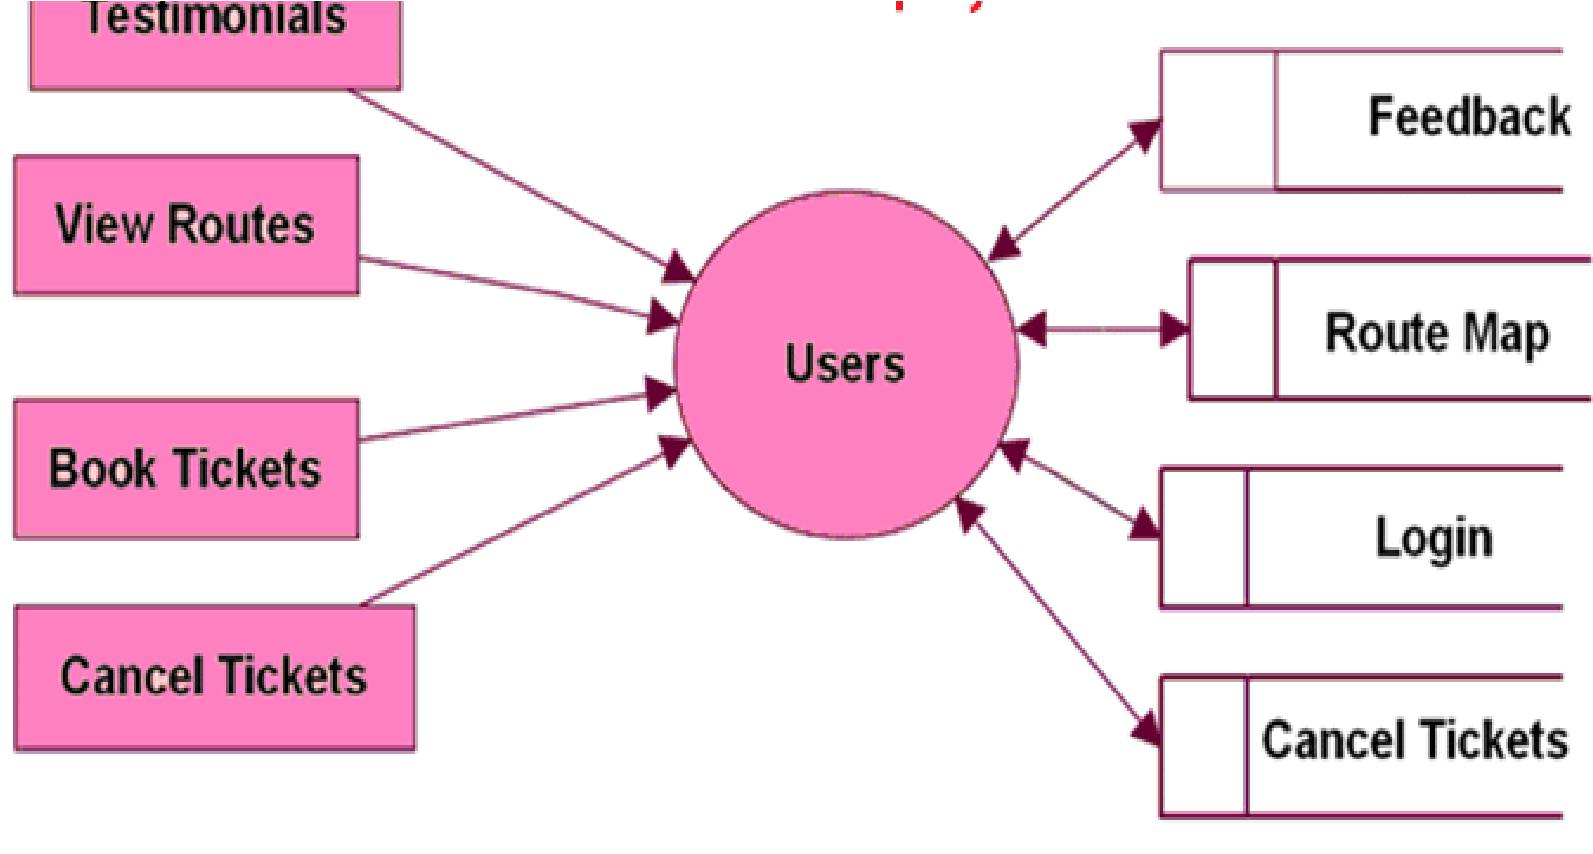 Testimonials
View Routes
Book Tickets
Cancel Tickets
Users
Feedback
Route Map
Login
Cancel Tickets